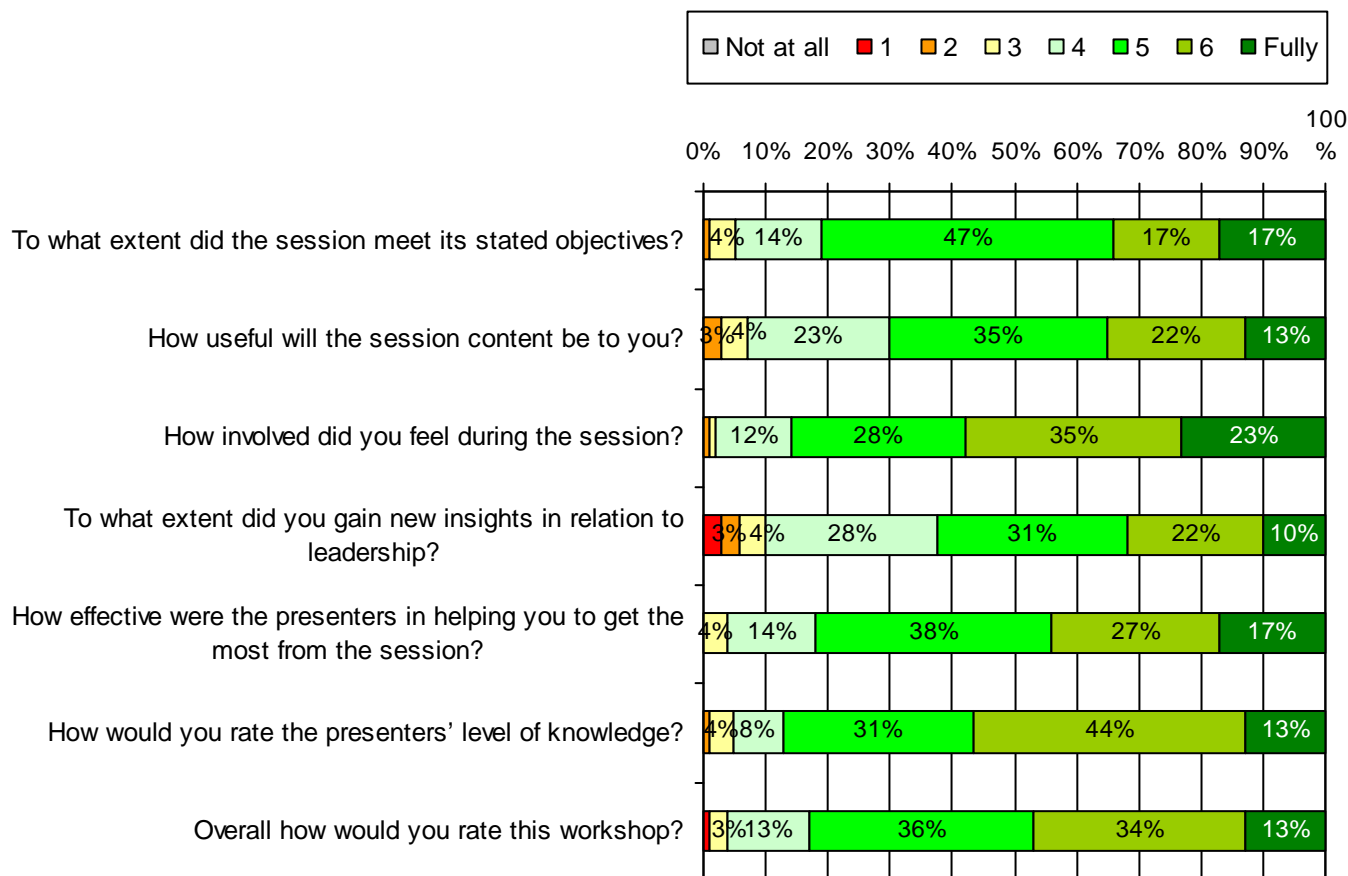 Not at all 1 2 3 4 5 6 Fully
100
0% 10% 20% 30% 40% 50% 60% 70% 80% 90% %
To what extent did the session meet its stated objectives? 4% 14% 47% 17% 17%
How useful will the session content be to you? 3% 4% 23% 35% 22% 13%
How involved did you feel during the session? 12% 28% 35% 23%
To what extent did you gain new insights in relation to
leadership? 3% 4% 28% 31% 22% 10%
How effective were the presenters in helping you to get the
most from the session? 4% 14% 38% 27% 17%
How would you rate the presenters’ level of knowledge? 4% 8% 31% 44% 13%
Overall how would you rate this workshop? 3% 13% 36% 34% 13%